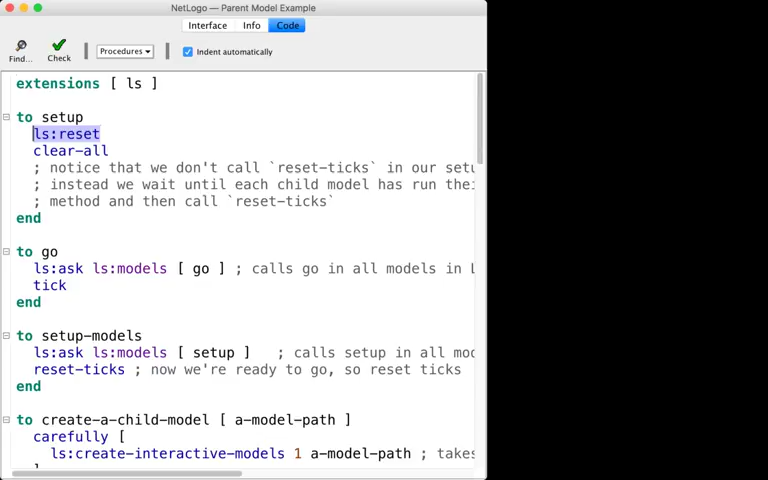 NetLogo — Parent Model Example
Interface Info Code
Find... Check Procedures Indent automatically
extensions [ ls ]
to setup
ls:reset
clear-all
; notice that we don't call `reset-ticks` in our setu
; instead we wait until each child model has run thei
; method and then call `reset-ticks`
end
to go
ls:ask ls:models [ go ] ; calls go in all models in L
tick
end
to setup-models
ls:ask ls:models [ setup ] ; calls setup in all mod
reset-ticks ; now we're ready to go, so reset ticks
end
to create-a-child-model [ a-model-path ]
carefully [
ls:create-interactive-models 1 a-model-path ; takes